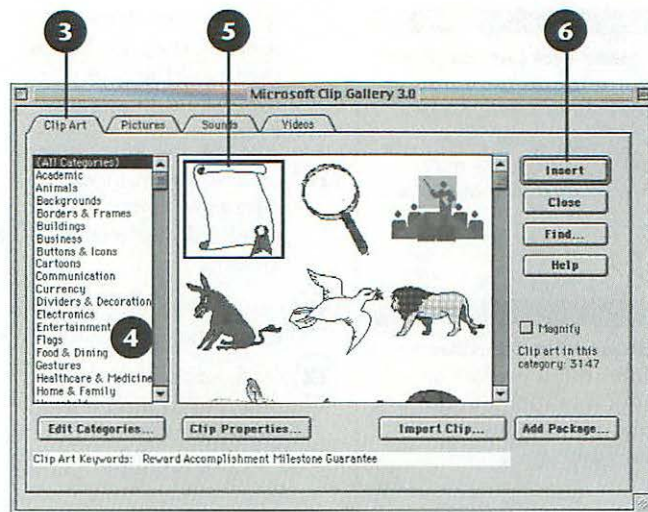 3
5
6
Microsoft Clip Gallery 3.0
Clip Art Pictures Sounds Videos
(All Categories)
Academic
Animals
Backgrounds
Borders & Frames
Buildings
Business
Buttons & Icons
Cartoons
Communication
Currency
Dividers & Decoration
Electronics
Entertainment
Flags
Food & Dining
Gestures
Healthcare & Medicine
Home & Family
4
Insert
Close
Find...
Help
Magnify
Clip art in this
category: 3147
Edit Categories... Clip Properties... Import Clip... Add Package...
Clip Art Keywords: Reward Accomplishment Milestone Guarantee